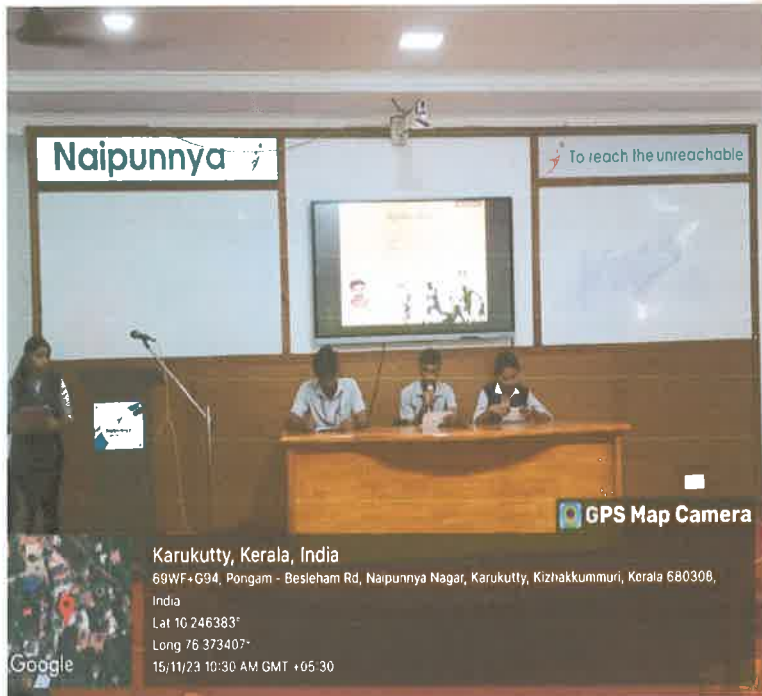 Naipunnya
To reach the unreachable
GPS Map Camera
Karukutty, Kerala, India
69WF+G94, Pongam - Besleham Rd, Naipunnya Nagar, Karukutty, Kizhakkummuri, Kerala 680308,
India
Lat 10.246383°
Long 76.373407°
15/11/23 10:30 AM GMT +05:30
Google